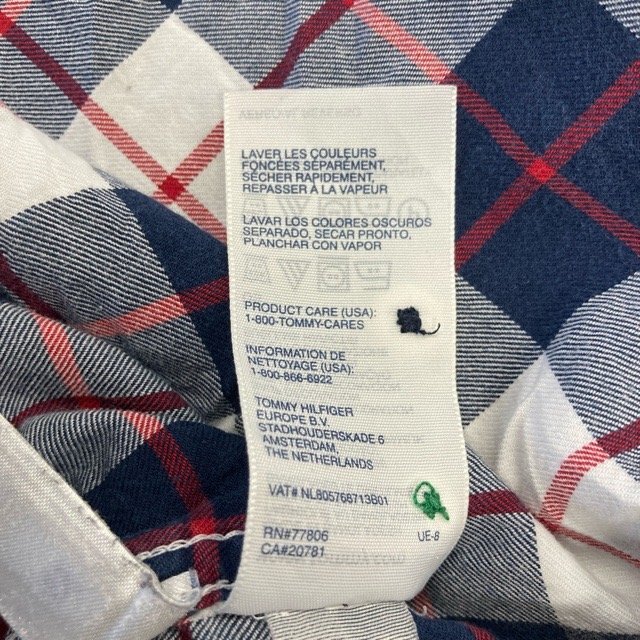 LAVER LES COULEURS
FONCÉES SÉPARÉMENT,
SÉCHER RAPIDEMENT,
REPASSER À LA VAPEUR
LAVAR LOS COLORES OSCUROS
SEPARADO, SECAR PRONTO,
PLANCHAR CON VAPOR
PRODUCT CARE (USA):
1-800-TOMMY-CARES
INFORMATION DE
NETTOYAGE (USA):
1-800-866-6922
TOMMY HILFIGER
EUROPE B.V.
STADHOUDERSKADE 6
AMSTERDAM,
THE NETHERLANDS
VAT# NL805766713B01
RN#77806 UE-8
CA#20781